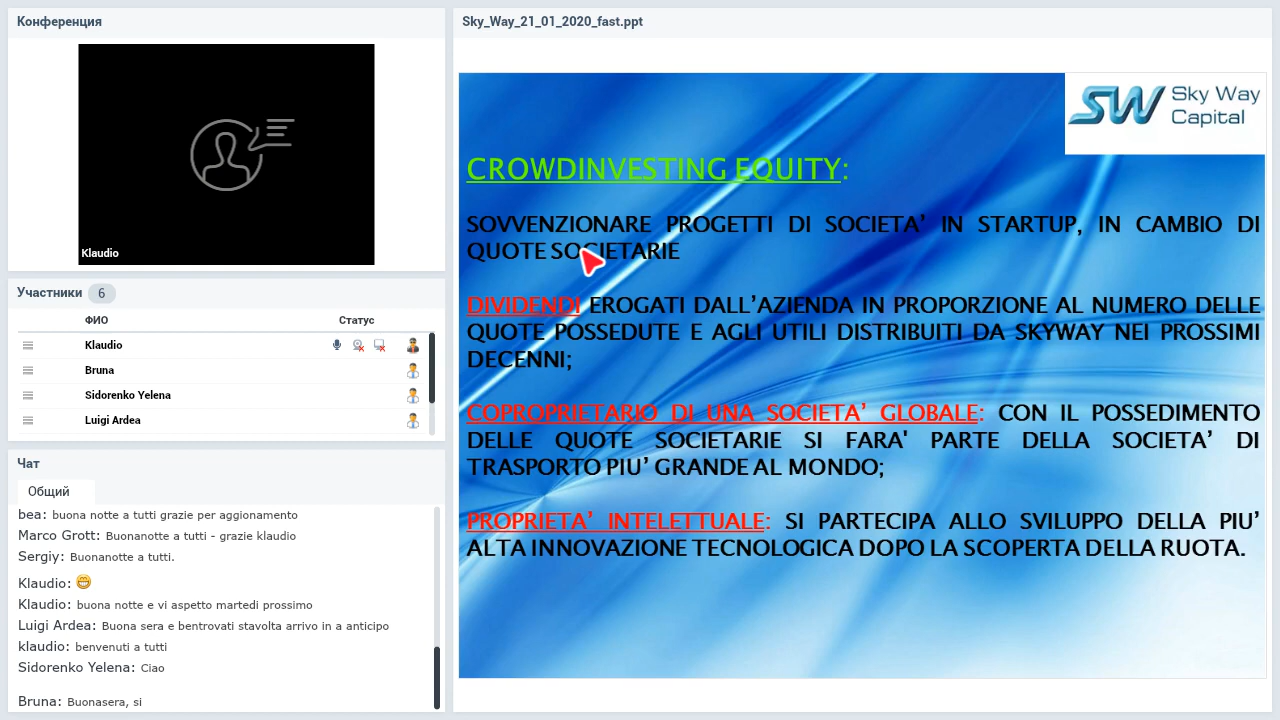 Конференция
Klaudio
Участники 6
ФИО Статус
Klaudio
Bruna
Sidorenko Yelena
Luigi Ardea
Чат
Общий
bea: buona notte a tutti grazie per aggionamento
Marco Grott: Buonanotte a tutti - grazie klaudio
Sergiy: Buonanotte a tutti.
Klaudio:
Klaudio: buona notte e vi aspetto martedi prossimo
Luigi Ardea: Buona sera e bentrovati stavolta arrivo in a anticipo
klaudio: benvenuti a tutti
Sidorenko Yelena: Ciao
Bruna: Buonasera, si
Sky_Way_21_01_2020_fast.ppt
SW Sky Way
Capital
CROWDINVESTING EQUITY:
SOVVENZIONARE PROGETTI DI SOCIETA’ IN STARTUP, IN CAMBIO DI
QUOTE SOCIETARIE
DIVIDENDI EROGATI DALL’AZIENDA IN PROPORZIONE AL NUMERO DELLE
QUOTE POSSEDUTE E AGLI UTILI DISTRIBUITI DA SKYWAY NEI PROSSIMI
DECENNI;
COPROPRIETARIO DI UNA SOCIETA’ GLOBALE: CON IL POSSEDIMENTO
DELLE QUOTE SOCIETARIE SI FARA' PARTE DELLA SOCIETA’ DI
TRASPORTO PIU’ GRANDE AL MONDO;
PROPRIETA’ INTELETTUALE: SI PARTECIPA ALLO SVILUPPO DELLA PIU’
ALTA INNOVAZIONE TECNOLOGICA DOPO LA SCOPERTA DELLA RUOTA.